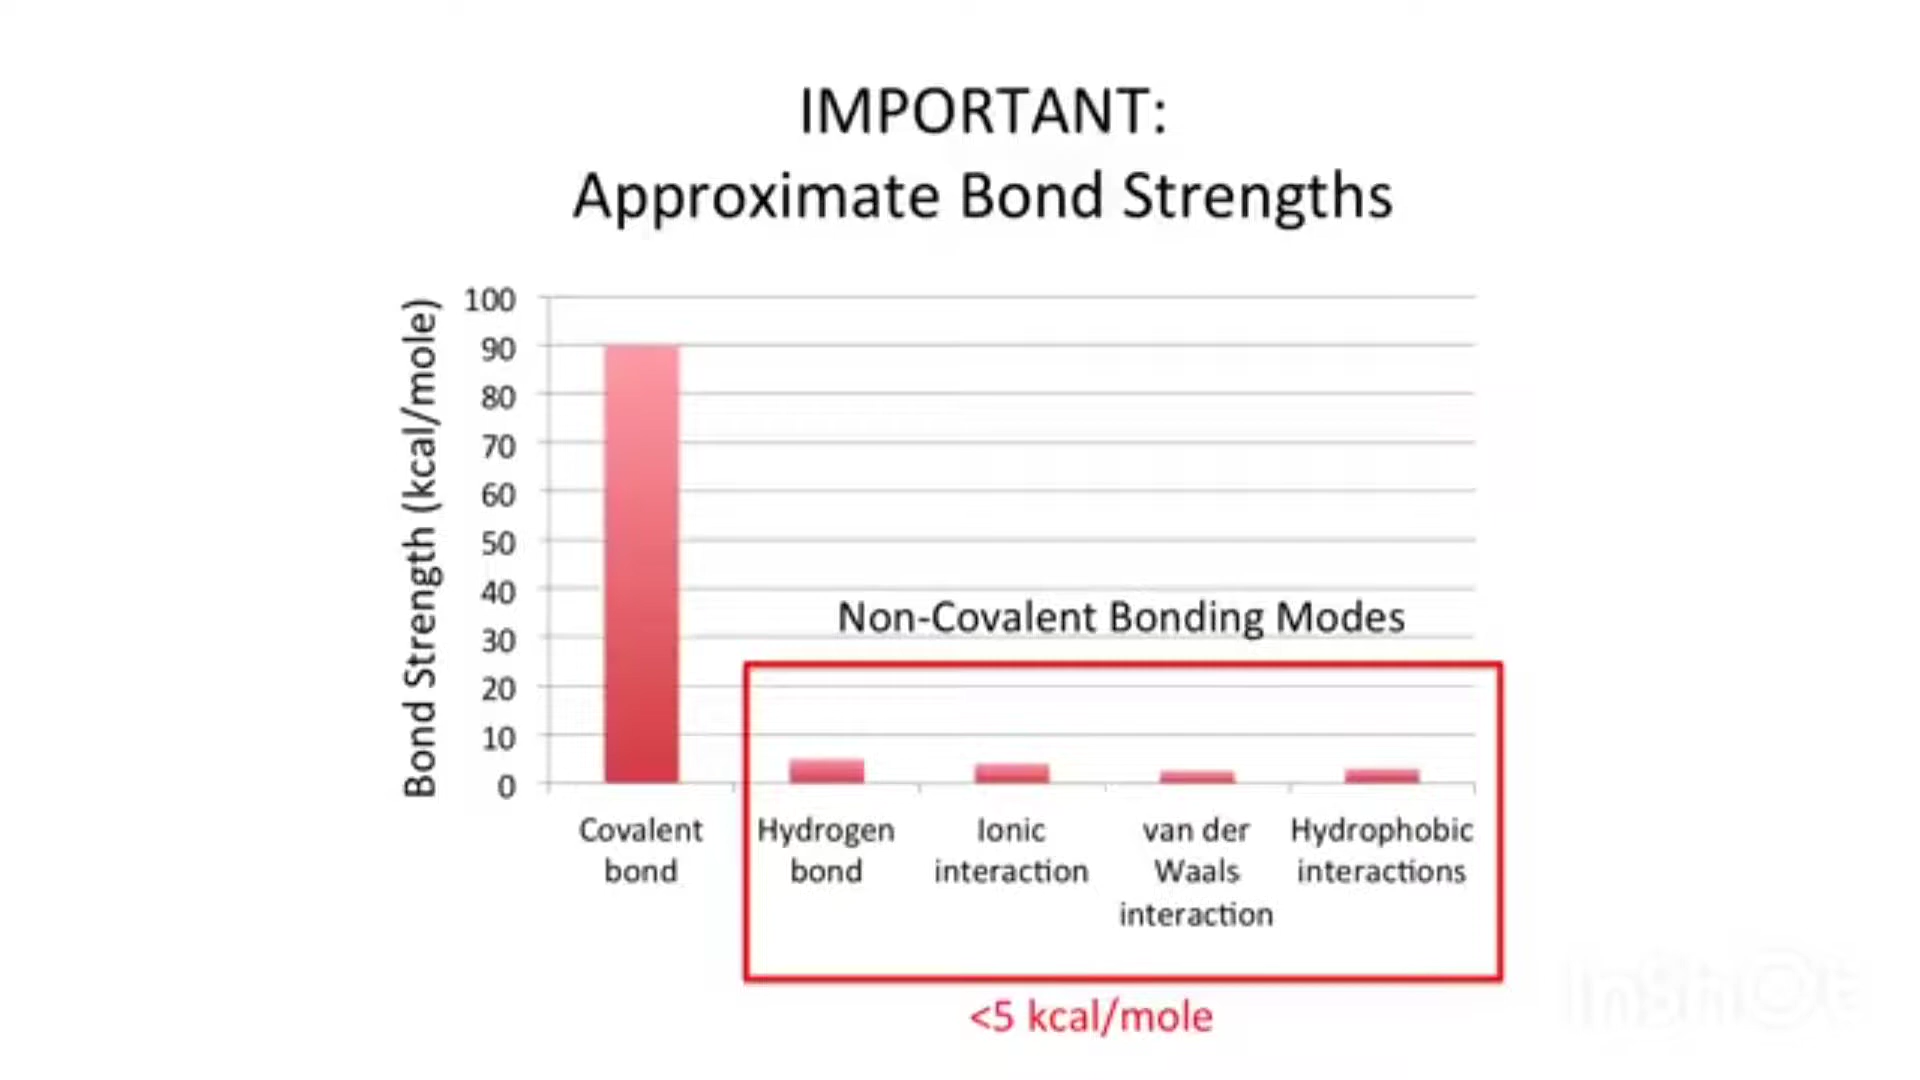 IMPORTANT:
Approximate Bond Strengths
Bond Strength (kcal/mole)
100
90
80
70
60
50
40
30
20
10
0
Non-Covalent Bonding Modes
Covalent
bond
Hydrogen
bond
Ionic
interaction
van der
Waals
interaction
Hydrophobic
interactions
<5 kcal/mole
InShOt